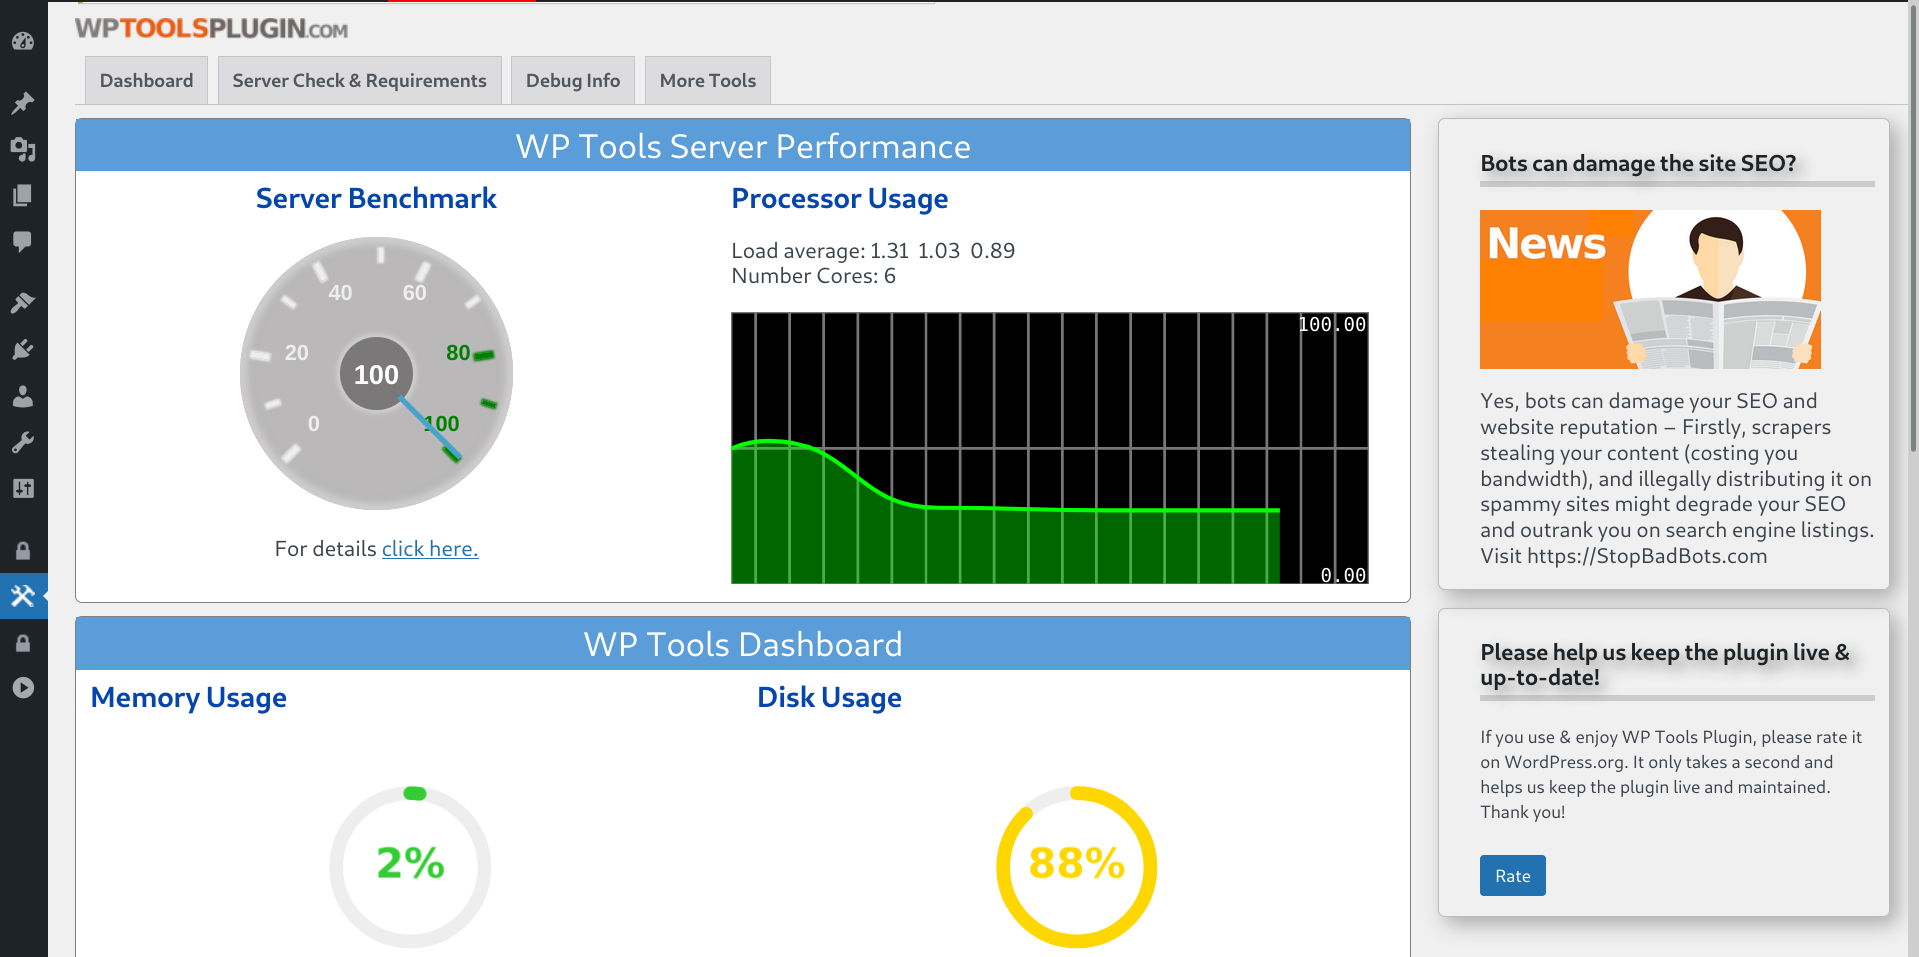 WPTOOLSPLUGIN.COM
Dashboard
Server Check & Requirements
Debug Info
More Tools
WP Tools Server Performance
Server Benchmark
0
20
40
60
80
100
100
For details click here.
Processor Usage
Load average: 1.31 1.03 0.89
Number Cores: 6
100.00
0.00
WP Tools Dashboard
Memory Usage
2%
Disk Usage
88%
Bots can damage the site SEO?
News
Yes, bots can damage your SEO and
website reputation – Firstly, scrapers
stealing your content (costing you
bandwidth), and illegally distributing it on
spammy sites might degrade your SEO
and outrank you on search engine listings.
Visit https://StopBadBots.com
Please help us keep the plugin live &
up-to-date!
If you use & enjoy WP Tools Plugin, please rate it
on WordPress.org. It only takes a second and
helps us keep the plugin live and maintained.
Thank you!
Rate